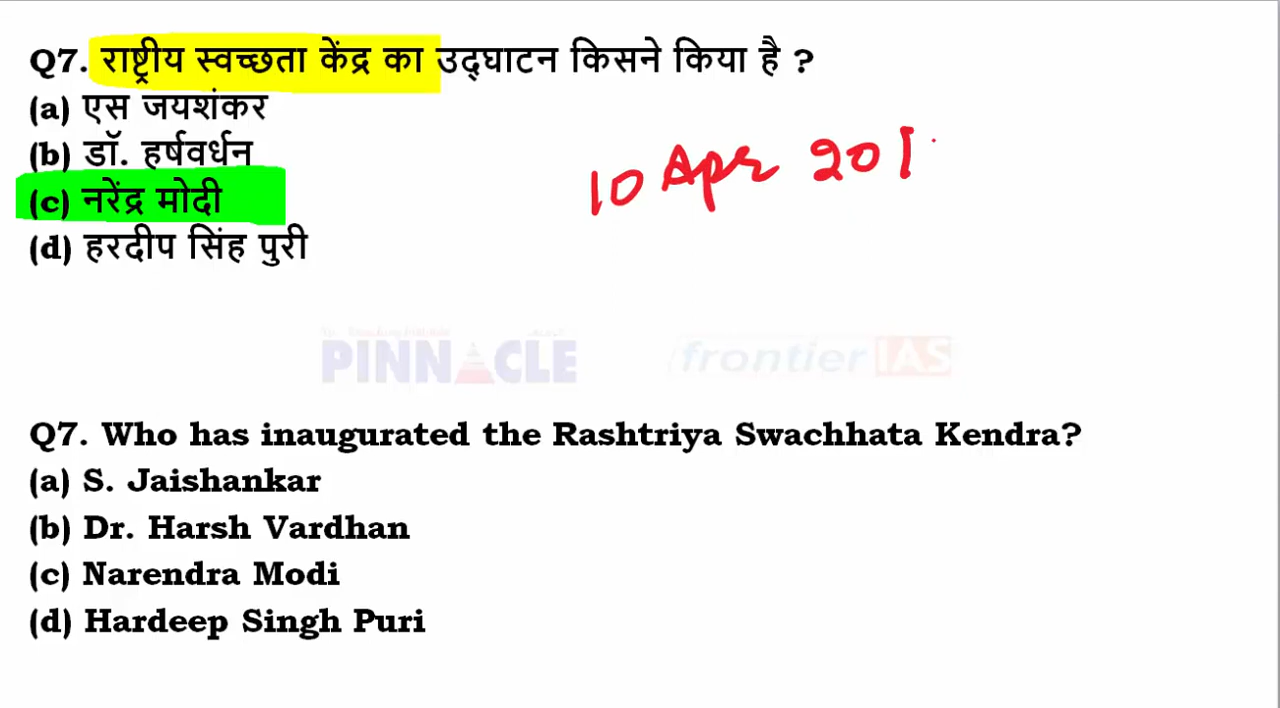 Q7. राष्ट्रीय स्वच्छता केंद्र का उद्घाटन किसने किया है ?
(a) एस जयशंकर
(b) डॉ. हर्षवर्धन
(c) नरेंद्र मोदी
(d) हरदीप सिंह पुरी
10 Apr 201
PINNACLE
frontier IAS
Q7. Who has inaugurated the Rashtriya Swachhata Kendra?
(a) S. Jaishankar
(b) Dr. Harsh Vardhan
(c) Narendra Modi
(d) Hardeep Singh Puri